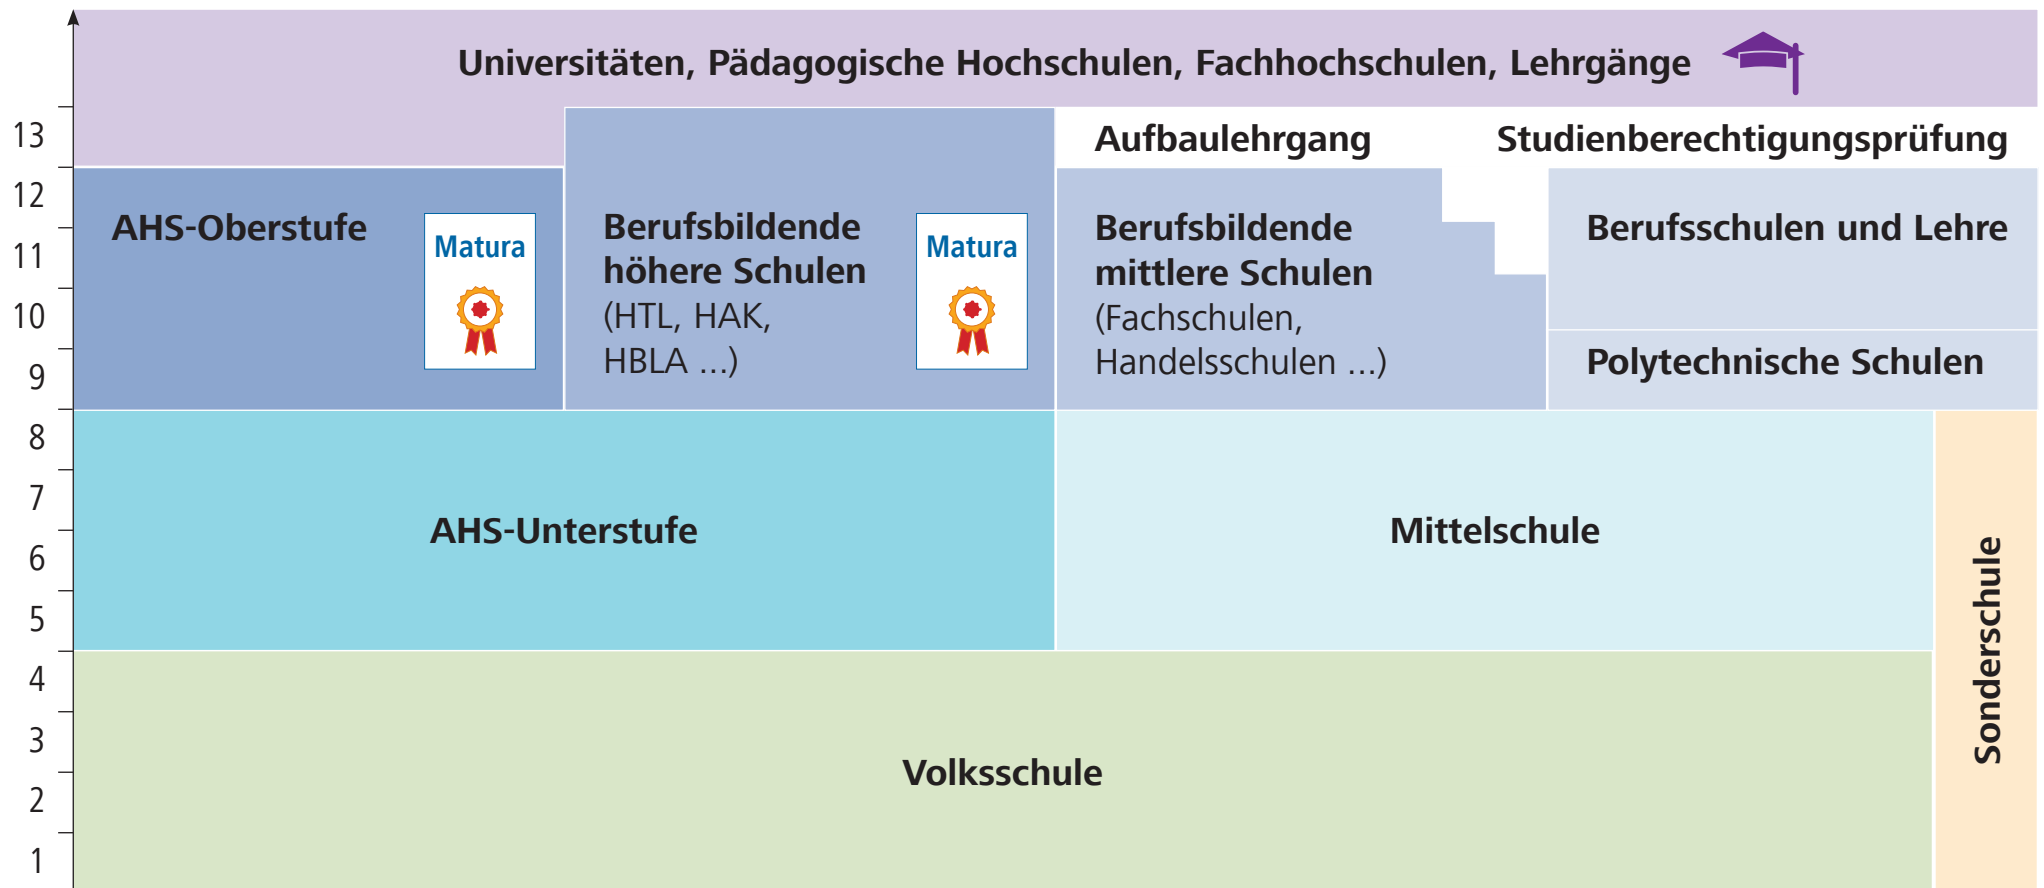 Universitäten, Pädagogische Hochschulen, Fachhochschulen, Lehrgänge
13
Aufbaulehrgang
Studienberechtigungsprüfung
12
11
10
9
AHS-Oberstufe
Matura
Berufsbildende
höhere Schulen
(HTL, HAK,
HBLA ...)
Matura
Berufsbildende
mittlere Schulen
(Fachschulen,
Handelsschulen ...)
Berufsschulen und Lehre
Polytechnische Schulen
8
7
6
5
AHS-Unterstufe
Mittelschule
Sonderschule
4
3
2
1
Volksschule